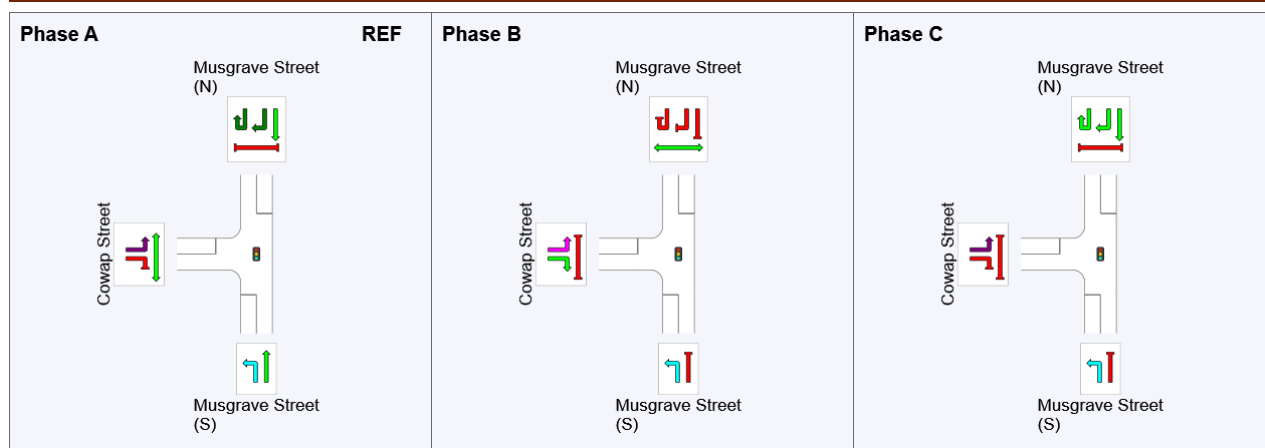 Phase A REF
Musgrave Street
(N)
Cowap Street
Musgrave Street
(S)
Phase B
Musgrave Street
(N)
Cowap Street
Musgrave Street
(S)
Phase C
Musgrave Street
(N)
Cowap Street
Musgrave Street
(S)